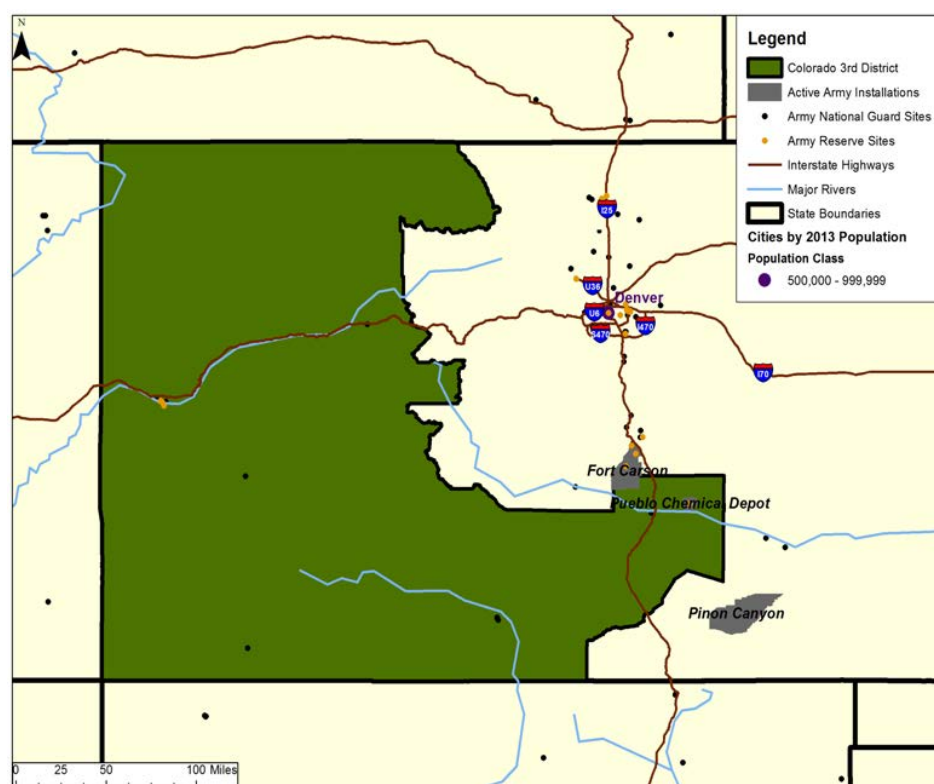 N
Legend
Colorado 3rd District
Active Army Installations
Army National Guard Sites
Army Reserve Sites
Interstate Highways
Major Rivers
State Boundaries
Cities by 2013 Population
Population Class
500,000 - 999,999
I25
U36
Denver
U6
S470
I470
I70
Fort Carson
Pueblo Chemical Depot
Pinon Canyon
0 25 50 100 Miles